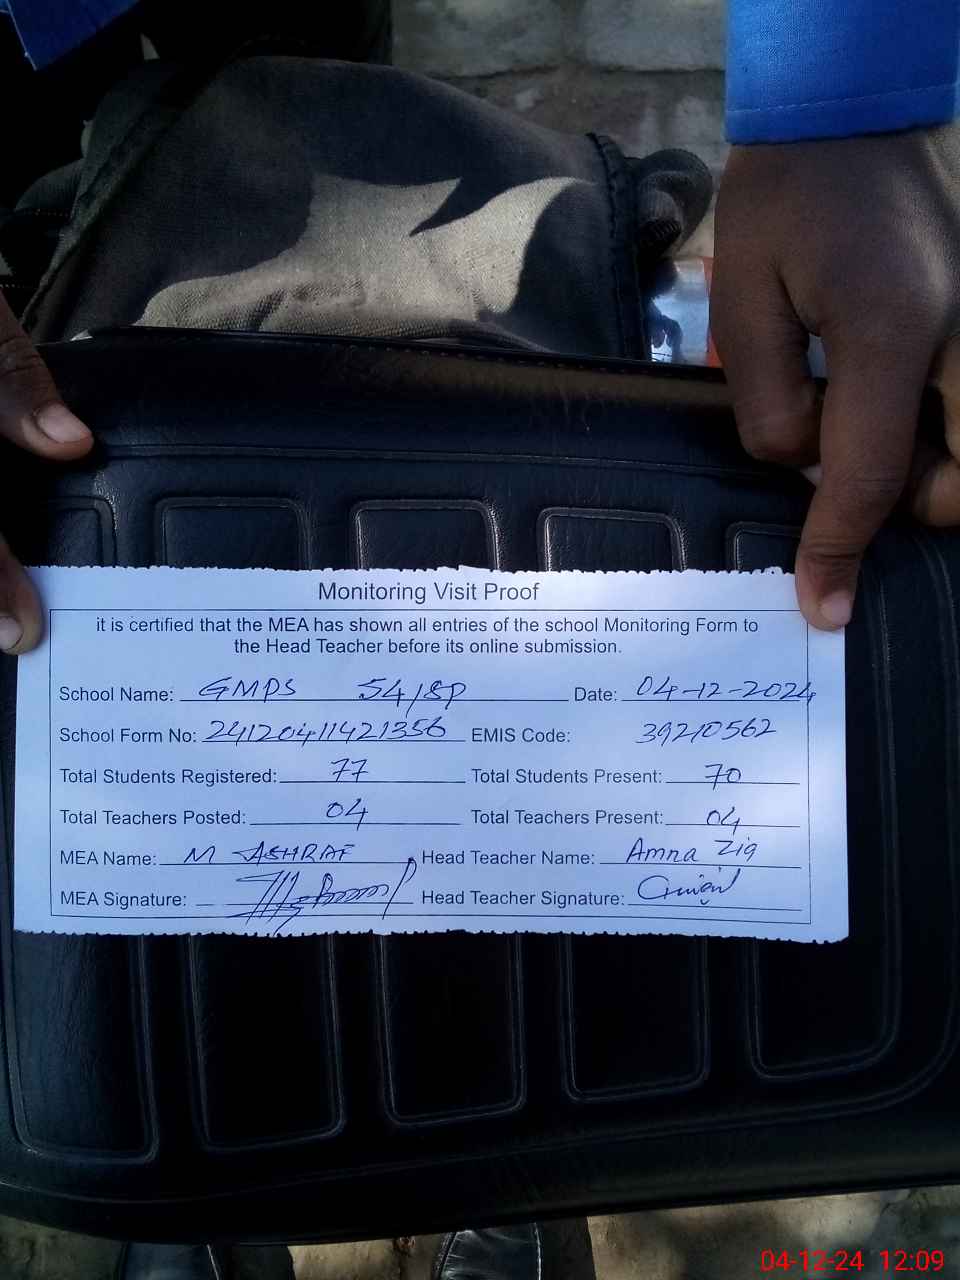 Monitoring Visit Proof
it is certified that the MEA has shown all entries of the school Monitoring Form to
the Head Teacher before its online submission.
School Name: GMPS 54/SP Date: 04-12-2024
School Form No: 24120411421356 EMIS Code: 39210562
Total Students Registered: 77 Total Students Present: 70
Total Teachers Posted: 04 Total Teachers Present: 04
MEA Name: M ASHRAF Head Teacher Name: Amna Zia
MEA Signature: Head Teacher Signature:
04-12-24 12:09